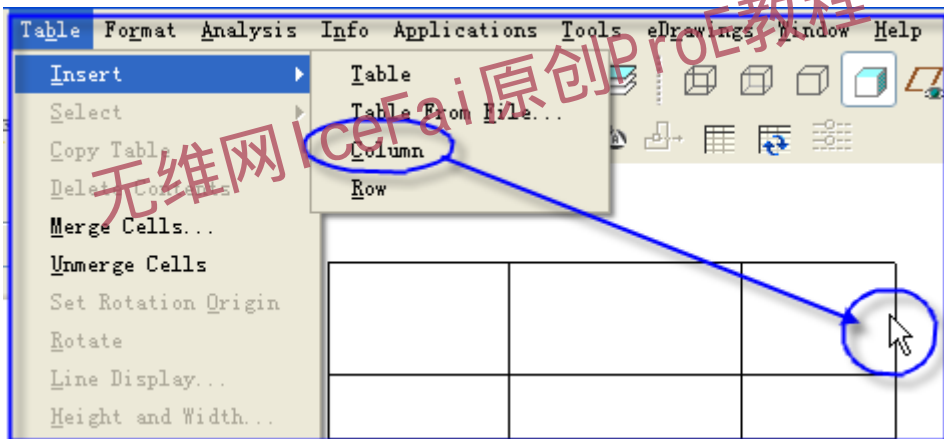 Table Format Analysis Info Applications Tools eDrawings Window Help
Insert
Select
Copy Table
Delete Contents
Merge Cells...
Unmerge Cells
Set Rotation Origin
Rotate
Line Display...
Height and Width...
Table
Table From File...
Column
Row
无维网IceFai原创ProE教程